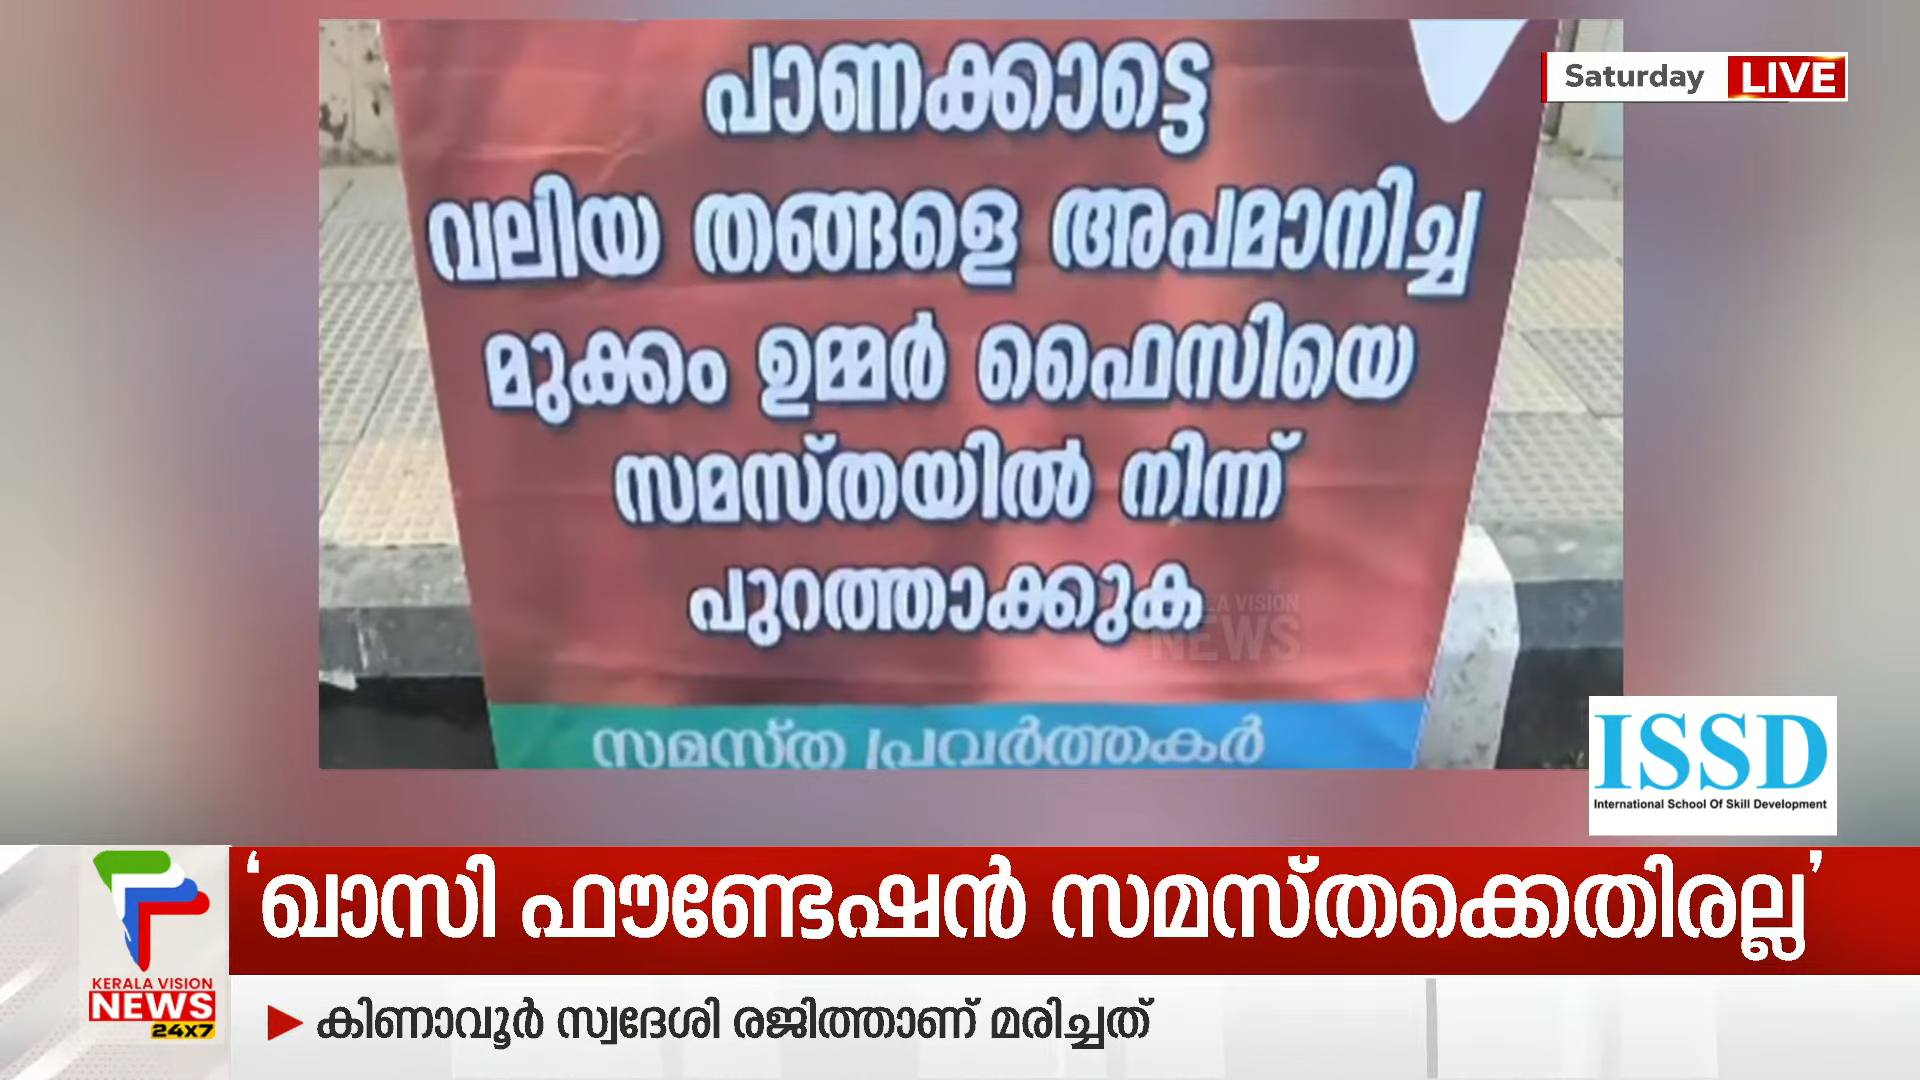 പാണക്കാട്ടെ
വലിയ തങ്ങളെ അപമാനിച്ച
മുക്കം ഉമ്മർ ഫൈസിയെ
സമസ്തയിൽ നിന്ന്
പുറത്താക്കുക
സമസ്ത പ്രവർത്തകർ
Saturday LIVE
NEWS
ISSD
International School Of Skill Development
‘ഖാസി ഫൗണ്ടേഷൻ സമസ്തക്കെതിരല്ല’
KERALA VISION
NEWS
24x7
കിണാവൂർ സ്വദേശി രജിത്താണ് മരിച്ചത്